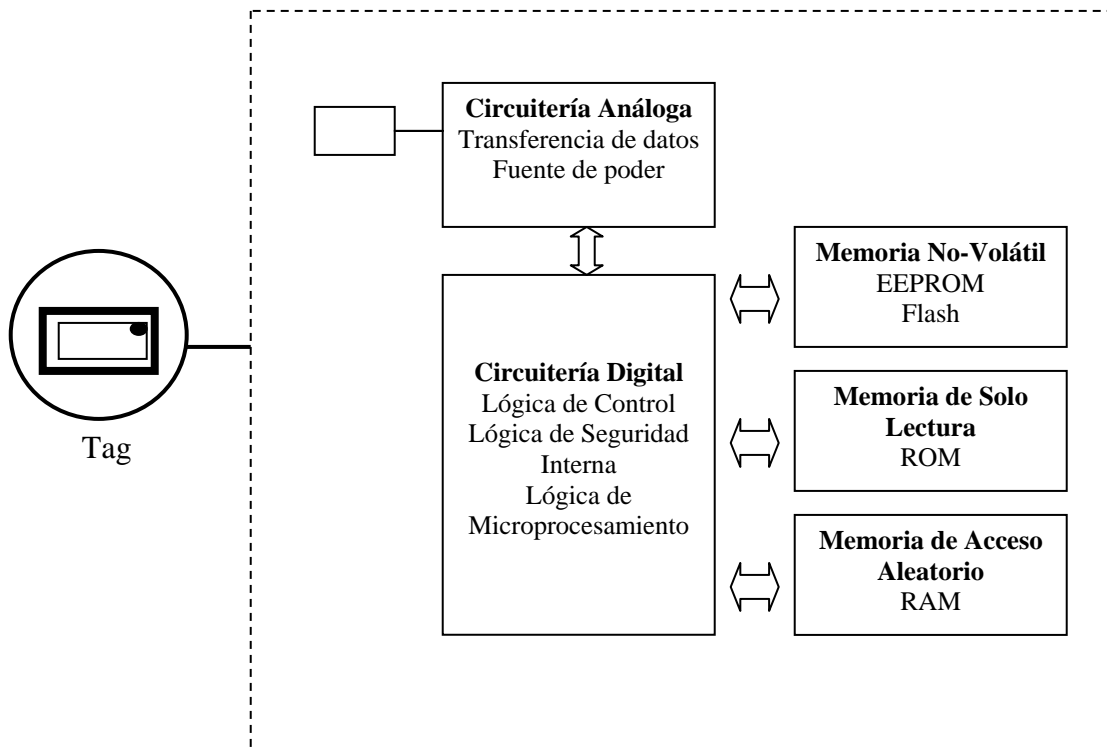 Circuitería Análoga
Transferencia de datos
Fuente de poder
Memoria No-Volátil
EEPROM
Flash
Circuitería Digital
Lógica de Control
Lógica de Seguridad
Interna
Lógica de
Microprocesamiento
Memoria de Solo
Lectura
ROM
Memoria de Acceso
Aleatorio
RAM
Tag